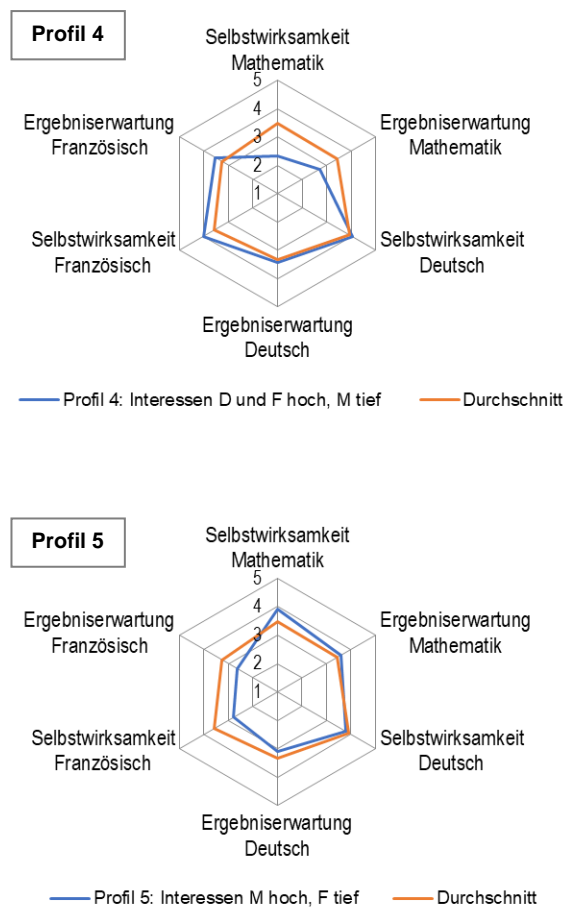 Profil 4
Selbstwirksamkeit
Mathematik
5
4
3
2
1
Ergebniserwartung
Französisch
Ergebniserwartung
Mathematik
Selbstwirksamkeit
Französisch
Selbstwirksamkeit
Deutsch
Ergebniserwartung
Deutsch
Profil 4: Interessen D und F hoch, M tief
Durchschnitt
Profil 5
Selbstwirksamkeit
Mathematik
5
4
3
2
1
Ergebniserwartung
Französisch
Ergebniserwartung
Mathematik
Selbstwirksamkeit
Französisch
Selbstwirksamkeit
Deutsch
Ergebniserwartung
Deutsch
Profil 5: Interessen M hoch, F tief
Durchschnitt